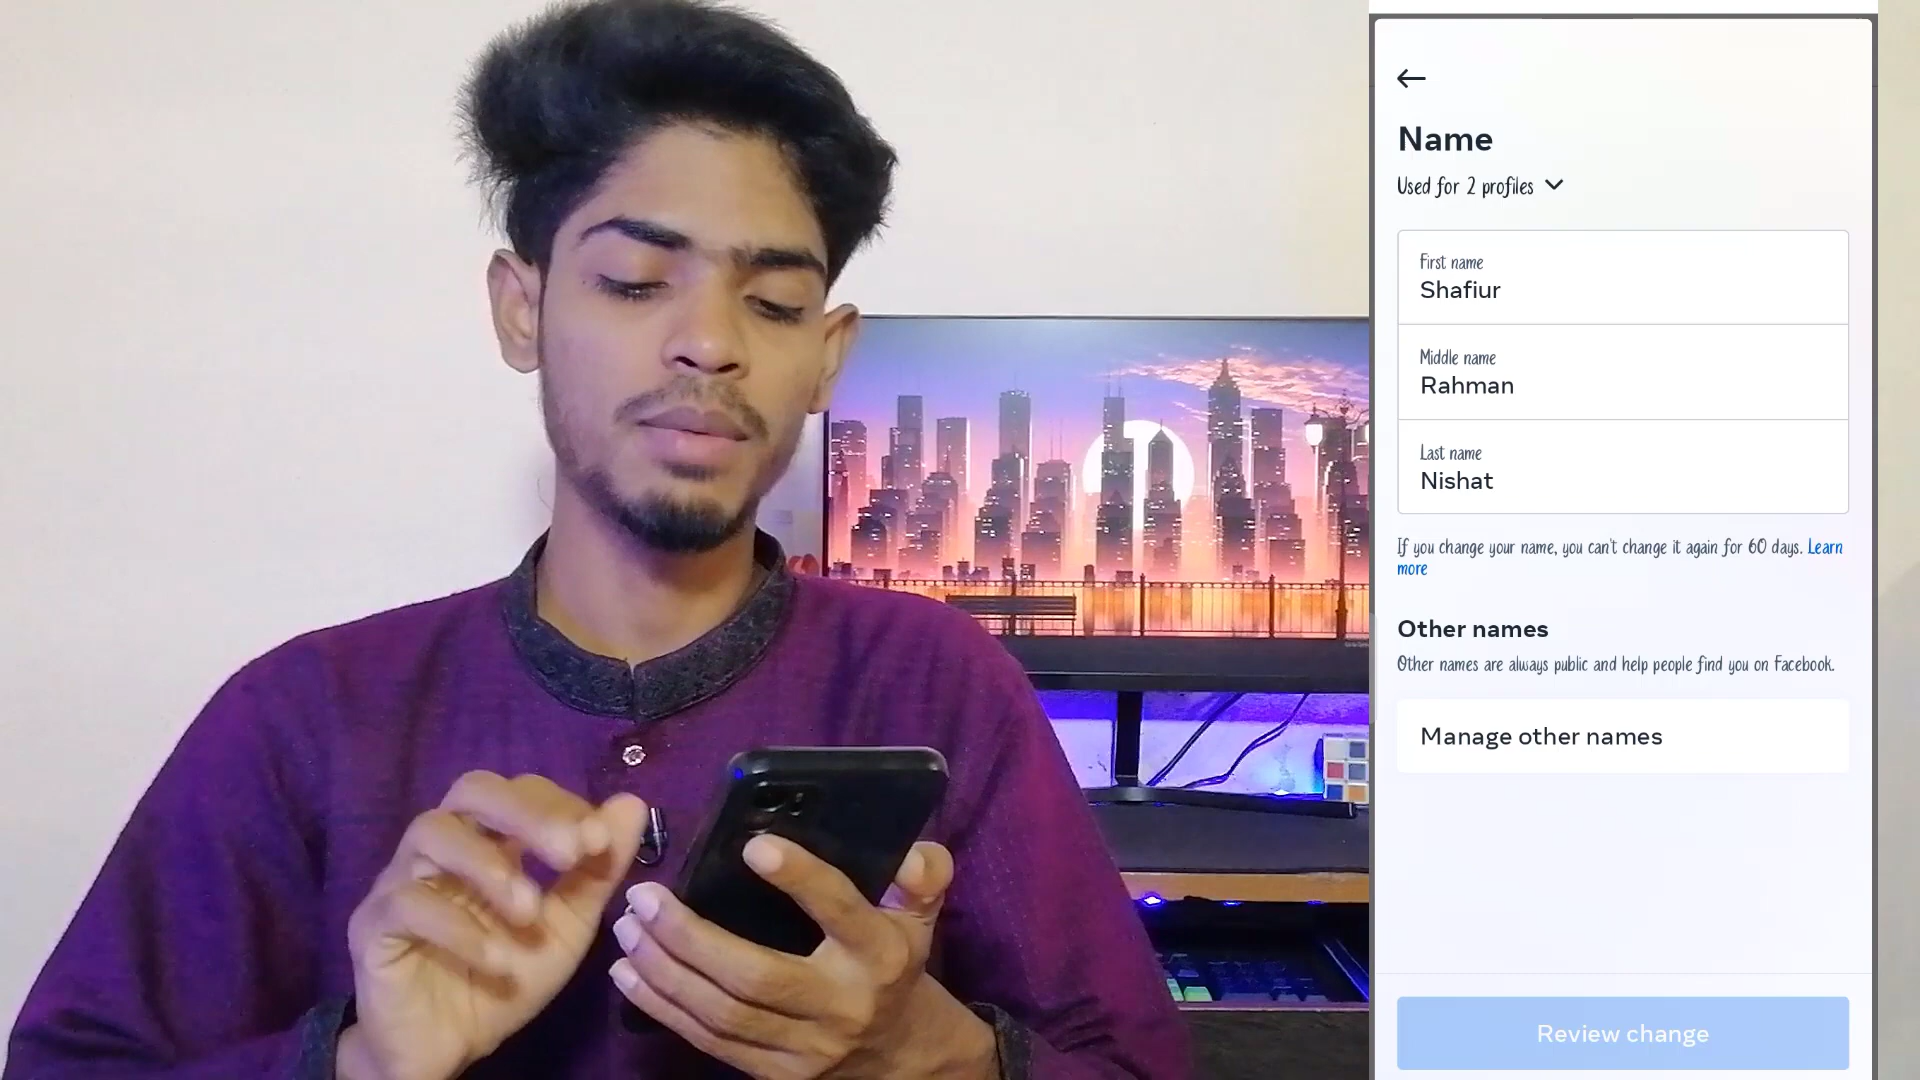 Name
Used for 2 profiles
First name
Shafiur
Middle name
Rahman
Last name
Nishat
If you change your name, you can't change it again for 60 days. Learn
more
Other names
Other names are always public and help people find you on Facebook.
Manage other names
Review change